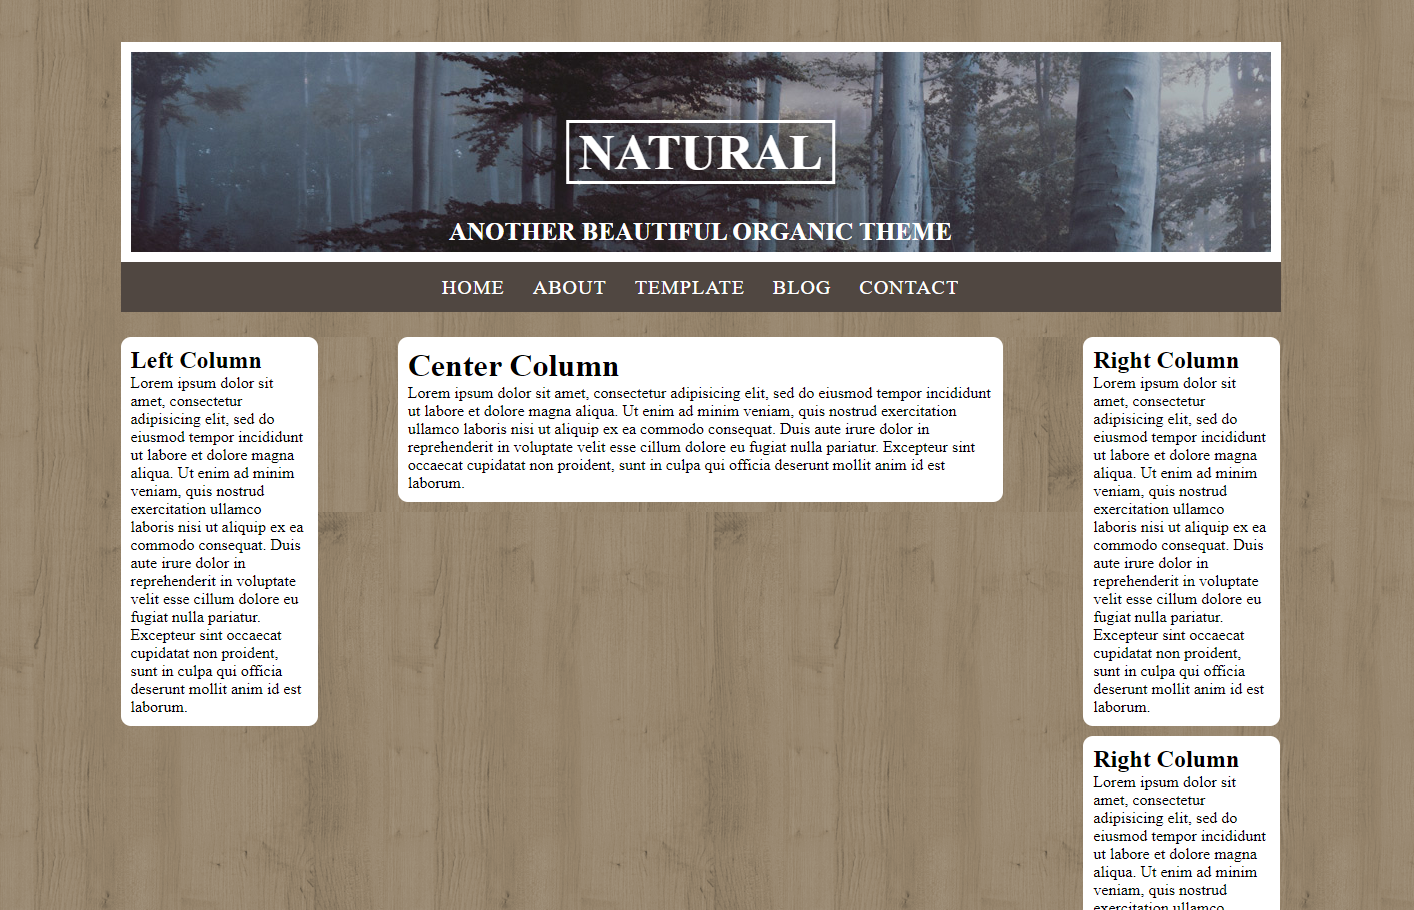 NATURAL
ANOTHER BEAUTIFUL ORGANIC THEME
HOME ABOUT TEMPLATE BLOG CONTACT
Left Column
Lorem ipsum dolor sit
amet, consectetur
adipisicing elit, sed do
eiusmod tempor incididunt
ut labore et dolore magna
aliqua. Ut enim ad minim
veniam, quis nostrud
exercitation ullamco
laboris nisi ut aliquip ex ea
commodo consequat. Duis
aute irure dolor in
reprehenderit in voluptate
velit esse cillum dolore eu
fugiat nulla pariatur.
Excepteur sint occaecat
cupidatat non proident,
sunt in culpa qui officia
deserunt mollit anim id est
laborum.
Center Column
Lorem ipsum dolor sit amet, consectetur adipisicing elit, sed do eiusmod tempor incididunt
ut labore et dolore magna aliqua. Ut enim ad minim veniam, quis nostrud exercitation
ullamco laboris nisi ut aliquip ex ea commodo consequat. Duis aute irure dolor in
reprehenderit in voluptate velit esse cillum dolore eu fugiat nulla pariatur. Excepteur sint
occaecat cupidatat non proident, sunt in culpa qui officia deserunt mollit anim id est
laborum.
Right Column
Lorem ipsum dolor sit
amet, consectetur
adipisicing elit, sed do
eiusmod tempor incididunt
ut labore et dolore magna
aliqua. Ut enim ad minim
veniam, quis nostrud
exercitation ullamco
laboris nisi ut aliquip ex ea
commodo consequat. Duis
aute irure dolor in
reprehenderit in voluptate
velit esse cillum dolore eu
fugiat nulla pariatur.
Excepteur sint occaecat
cupidatat non proident,
sunt in culpa qui officia
deserunt mollit anim id est
laborum.
Right Column
Lorem ipsum dolor sit
amet, consectetur
adipisicing elit, sed do
eiusmod tempor incididunt
ut labore et dolore magna
aliqua. Ut enim ad minim
veniam, quis nostrud
exercitation ullamco